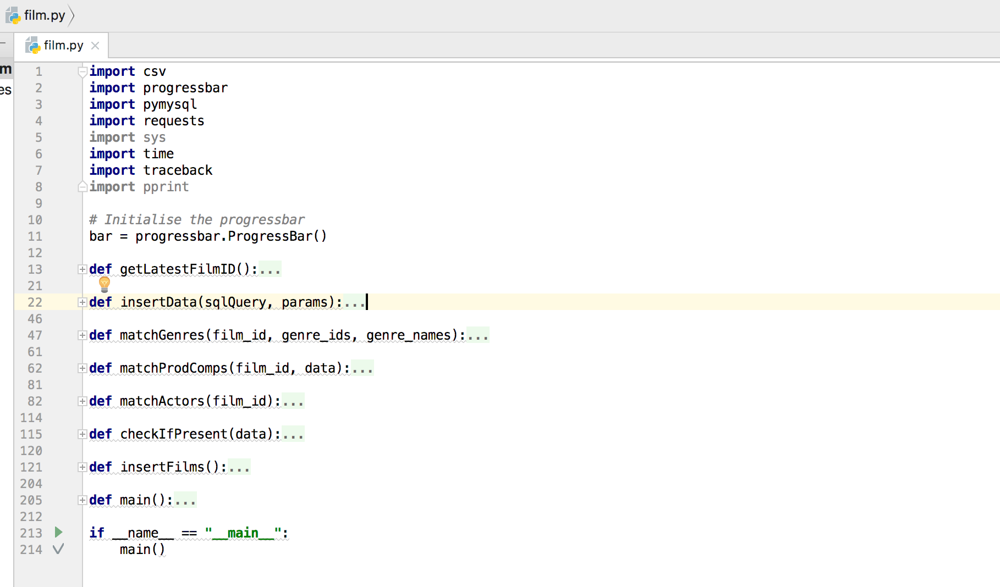 film.py
film.py
m
es
1 import csv
2 import progressbar
3 import pymysql
4 import requests
5 import sys
6 import time
7 import traceback
8 import pprint
9
10 # Initialise the progressbar
11 bar = progressbar.ProgressBar()
12
13 def getLatestFilmID():...
21
22 def insertData(sqlQuery, params):...
46
47 def matchGenres(film_id, genre_ids, genre_names):...
61
62 def matchProdComps(film_id, data):...
81
82 def matchActors(film_id):...
114
115 def checkIfPresent(data):...
120
121 def insertFilms():...
204
205 def main():...
212
213 if __name__ == "__main__":
214     main()